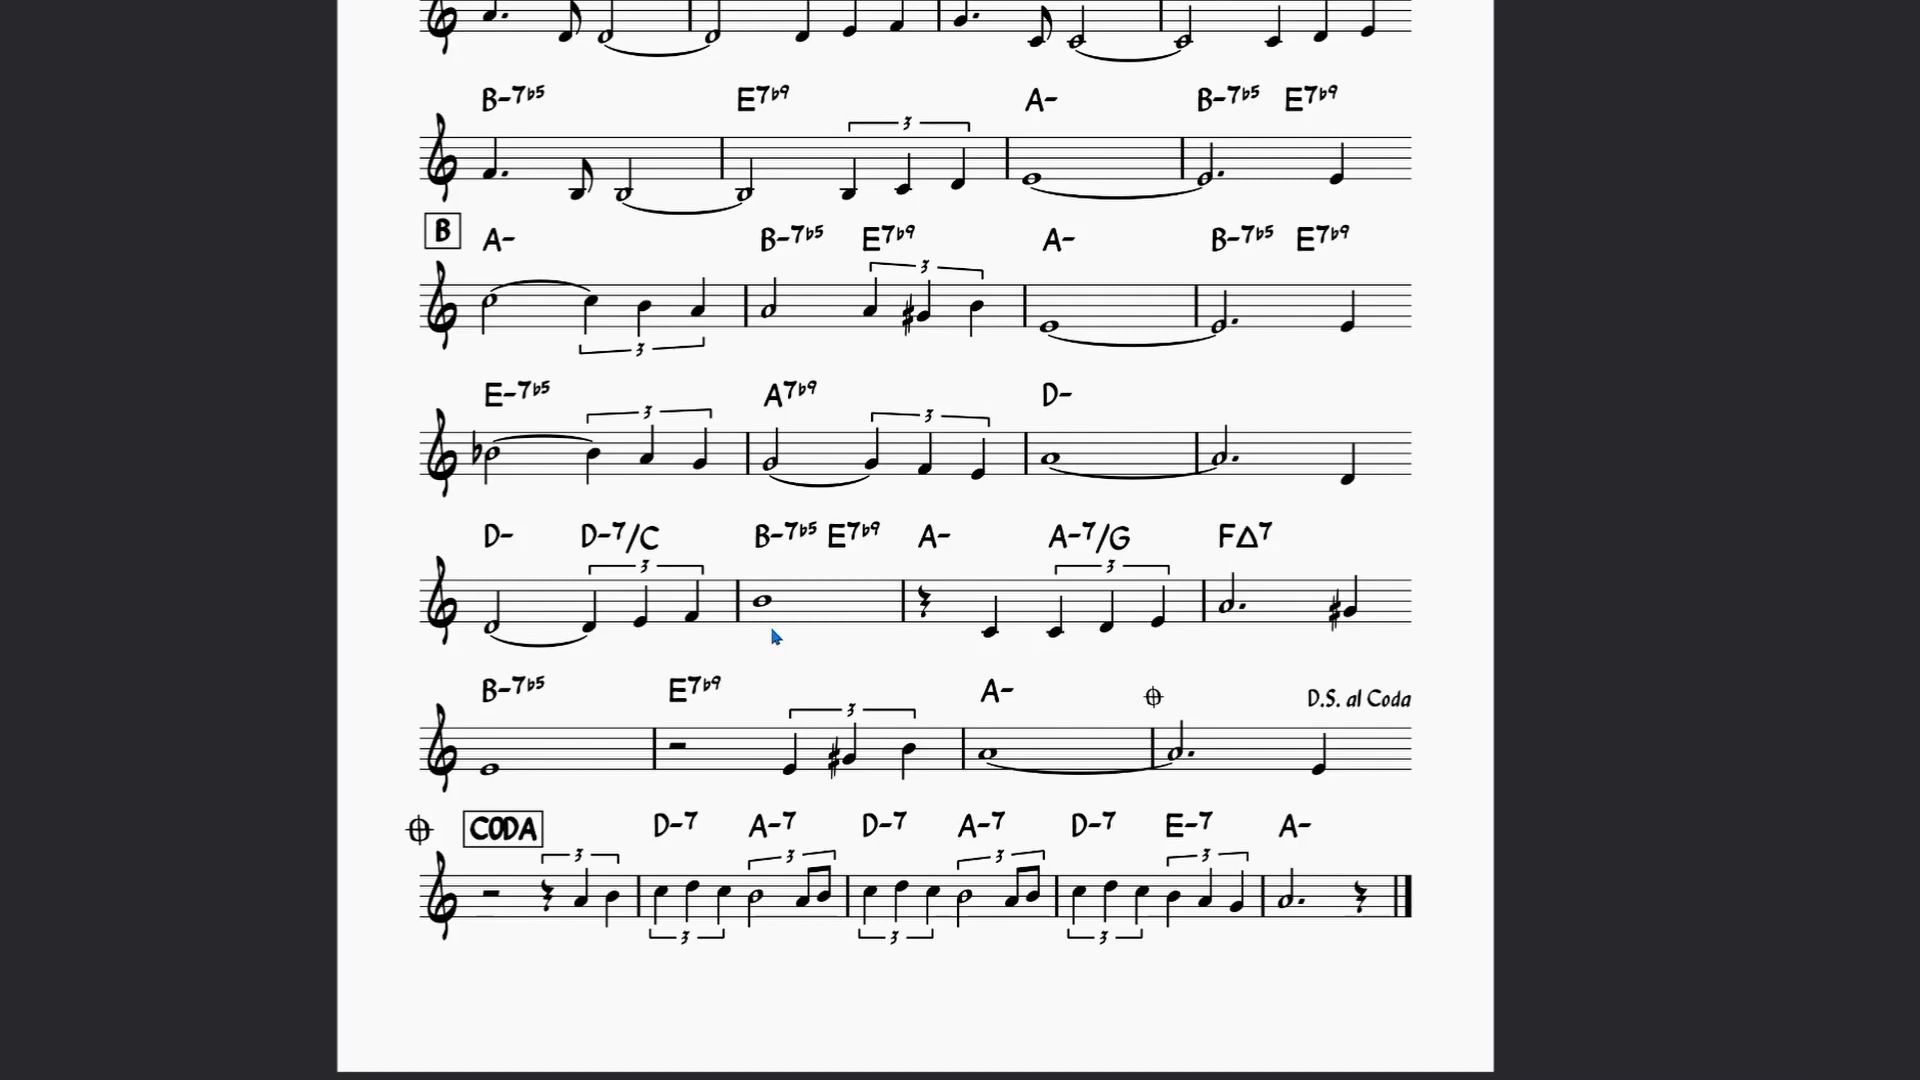 B-7b5 E7b9 A- B-7b5 E7b9
3
B A- B-7b5 E7b9 A- B-7b5 E7b9
3
3
E-7b5 A7b9 D-
3 3
D- D-7/C B-7b5 E7b9 A- A-7/G F△7
3 3
B-7b5 E7b9 A- D.S. al Coda
3
CODA D-7 A-7 D-7 A-7 D-7 E-7 A-
3 3 3 3
3 3 3